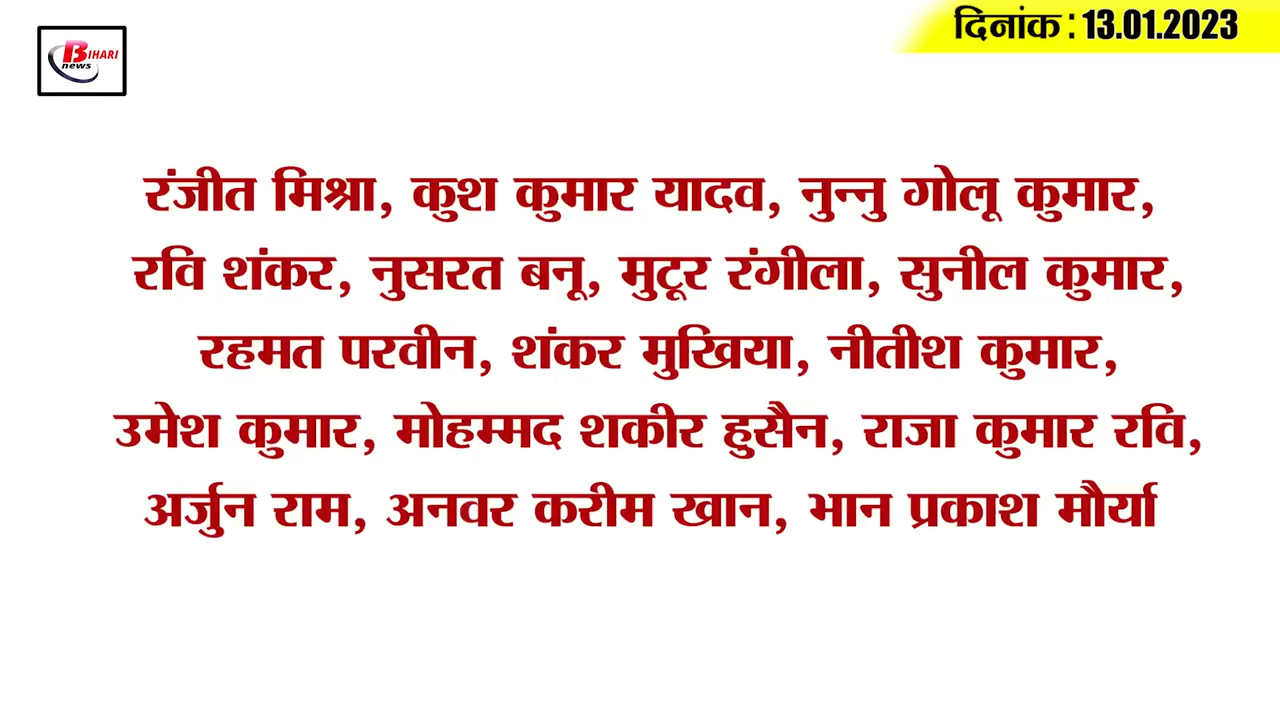 BIHARI
news
दिनांक : 13.01.2023
रंजीत मिश्रा, कुश कुमार यादव, नुन्नु गोलू कुमार,
रवि शंकर, नुसरत बनू, मुटूर रंगीला, सुनील कुमार,
रहमत परवीन, शंकर मुखिया, नीतीश कुमार,
उमेश कुमार, मोहम्मद शकीर हुसैन, राजा कुमार रवि,
अर्जुन राम, अनवर करीम खान, भान प्रकाश मौर्या